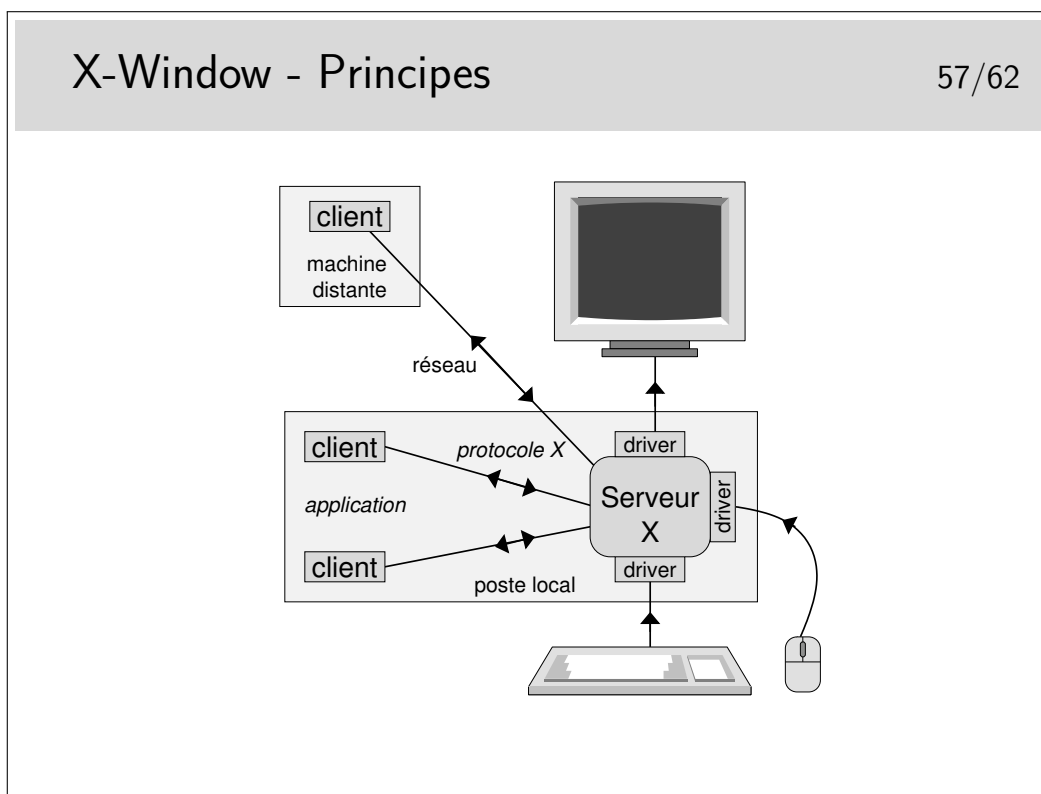 X-Window - Principes
57/62
client
machine
distante
réseau
client
protocole X
driver
application
Serveur
X
driver
client
driver
poste local